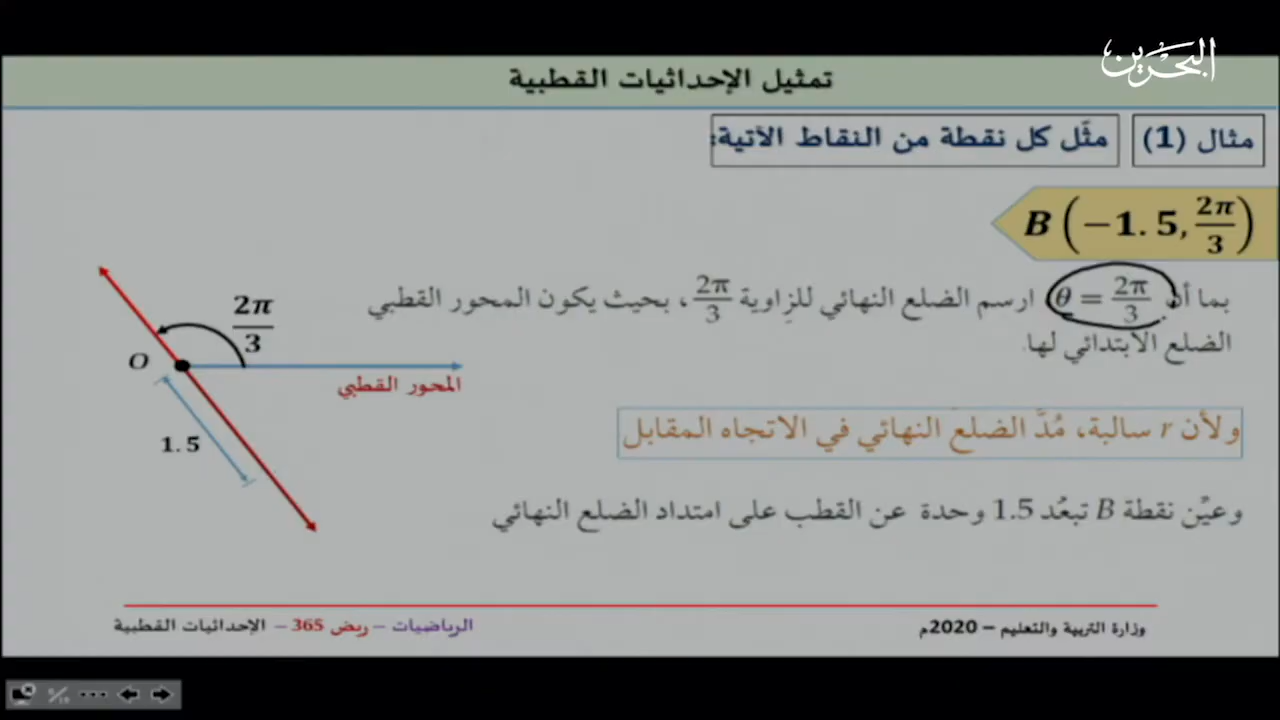 البحرين
تمثيل الإحداثيات القطبية
مثال (1) مثّل كل نقطة من النقاط الآتية:
B (−1.5, 2π/3)
بما أن θ = 2π/3 ارسم الضلع النهائي للزاوية 2π/3 ، بحيث يكون المحور القطبي
الضلع الابتدائي لها.
2π/3
O
المحور القطبي
1.5
ولأن r سالبة، مُدَّ الضلعَ النهائي في الاتجاه المقابل
وعيِّن نقطة B تبعُد 1.5 وحدة عن القطب على امتداد الضلع النهائي
وزارة التربية والتعليم – 2020م
الرياضيات – ريض 365 – الإحداثيات القطبية